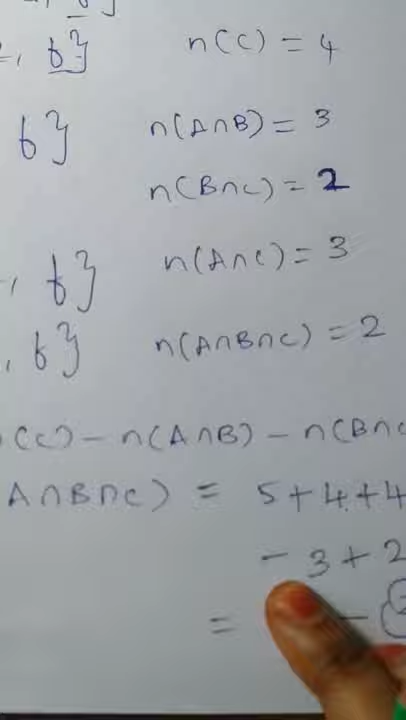 , f}
n(C) = 4
f}
n(A∩B) = 3
n(B∩C) = 2
, f}
n(A∩C) = 3
, f}
n(A∩B∩C) = 2
(C) - n(A∩B) - n(B∩C
A∩B∩C) = 5+4+4
- 3+2
= -